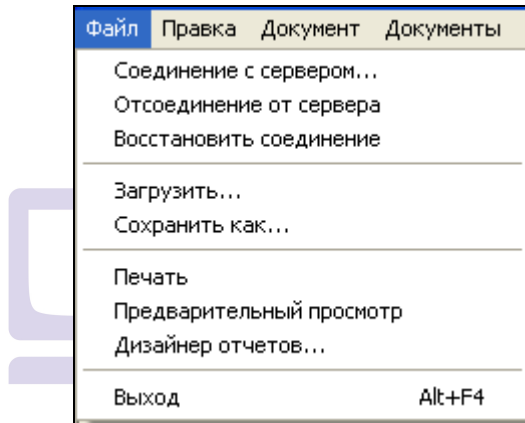 Файл Правка Документ Документы
Соединение с сервером...
Отсоединение от сервера
Восстановить соединение
Загрузить...
Сохранить как...
Печать
Предварительный просмотр
Дизайнер отчетов...
Выход Alt+F4